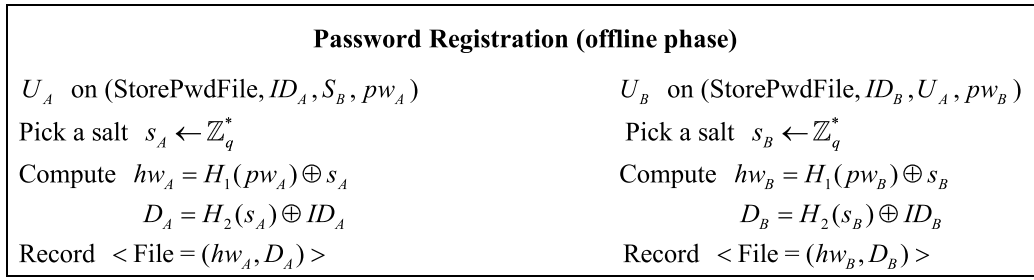 Password Registration (offline phase)
U_A on (StorePwdFile, ID_A, S_B, pw_A)
Pick a salt s_A ← ℤ_q^*
Compute hw_A = H_1(pw_A) ⊕ s_A
D_A = H_2(s_A) ⊕ ID_A
Record < File = (hw_A, D_A) >
U_B on (StorePwdFile, ID_B, U_A, pw_B)
Pick a salt s_B ← ℤ_q^*
Compute hw_B = H_1(pw_B) ⊕ s_B
D_B = H_2(s_B) ⊕ ID_B
Record < File = (hw_B, D_B) >